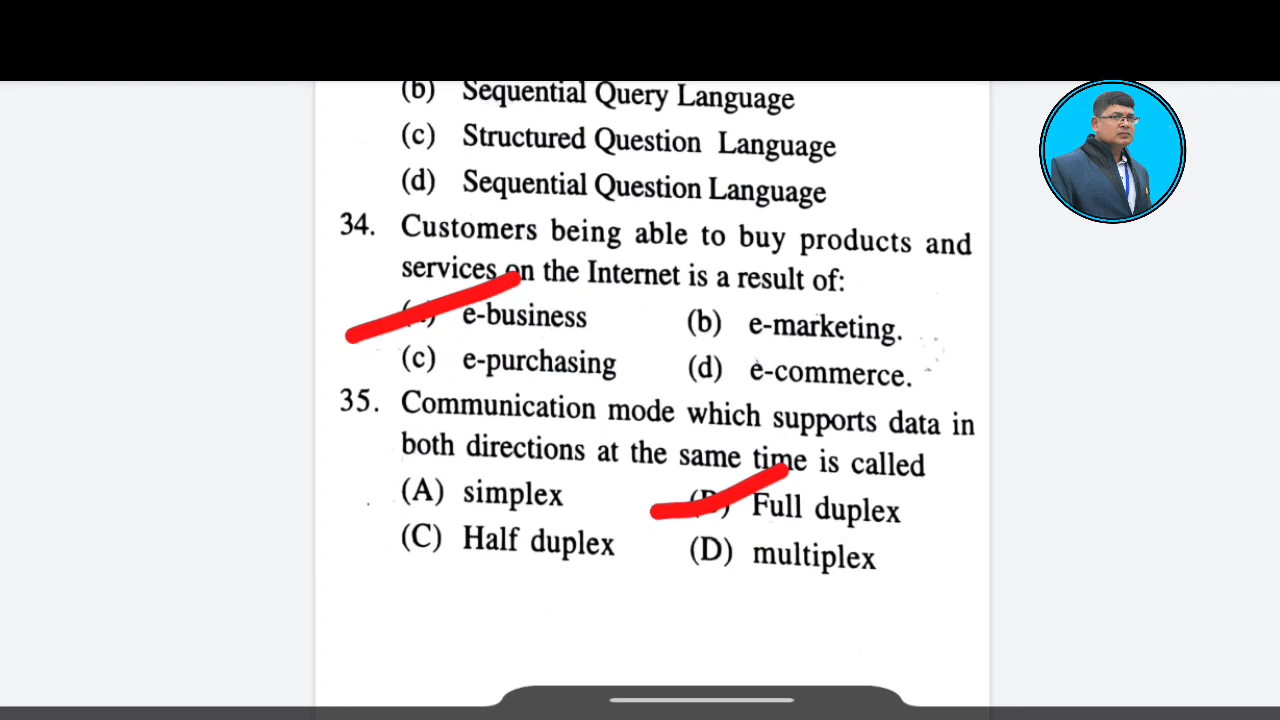 (b) Sequential Query Language
(c) Structured Question Language
(d) Sequential Question Language
34. Customers being able to buy products and
services on the Internet is a result of:
e-business (b) e-marketing.
(c) e-purchasing (d) e-commerce.
35. Communication mode which supports data in
both directions at the same time is called
(A) simplex Full duplex
(C) Half duplex (D) multiplex